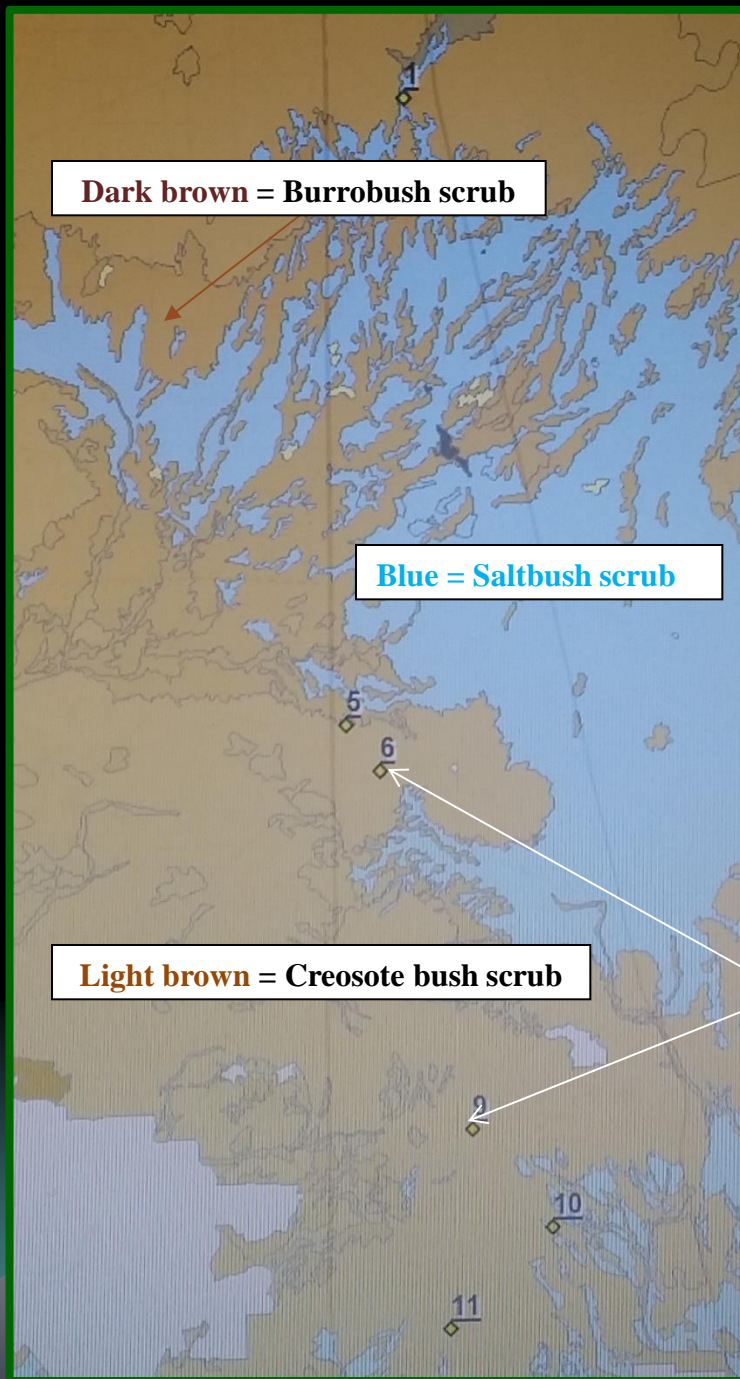 1
Dark brown = Burrobush scrub
Blue = Saltbush scrub
5
6
Light brown = Creosote bush scrub
9
10
11